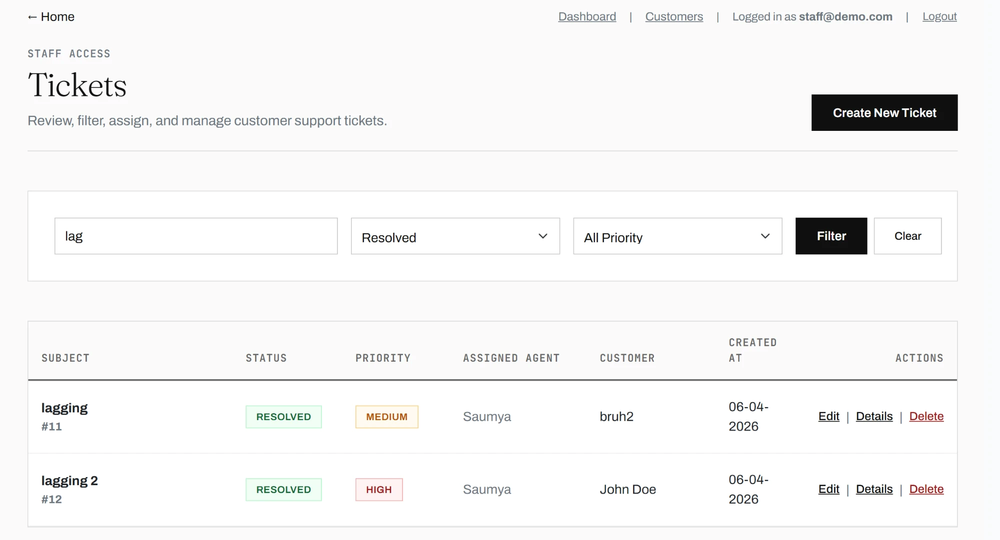 ← Home
Dashboard | Customers | Logged in as staff@demo.com | Logout
STAFF ACCESS
Tickets
Review, filter, assign, and manage customer support tickets.
Create New Ticket
lag
Resolved
All Priority
Filter
Clear
SUBJECT STATUS PRIORITY ASSIGNED AGENT CUSTOMER CREATED AT ACTIONS
lagging
#11
RESOLVED
MEDIUM
Saumya
bruh2
06-04-
2026
Edit | Details | Delete
lagging 2
#12
RESOLVED
HIGH
Saumya
John Doe
06-04-
2026
Edit | Details | Delete